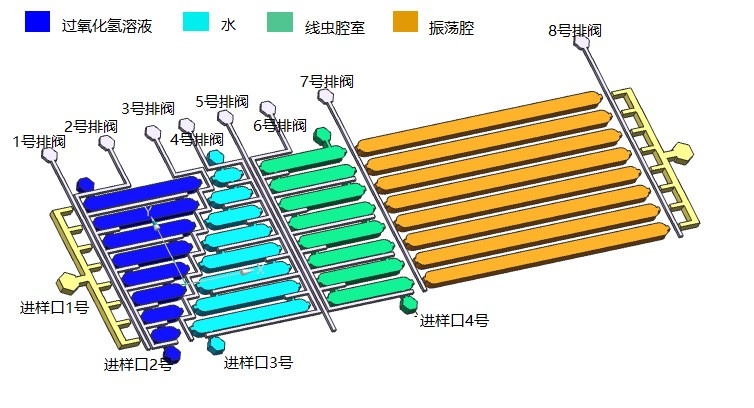 过氧化氢溶液
水
线虫腔室
振荡腔
8号排阀
7号排阀
5号排阀
3号排阀
2号排阀
1号排阀
4号排阀
6号排阀
Y
X
进样口1号
进样口2号
进样口3号
进样口4号